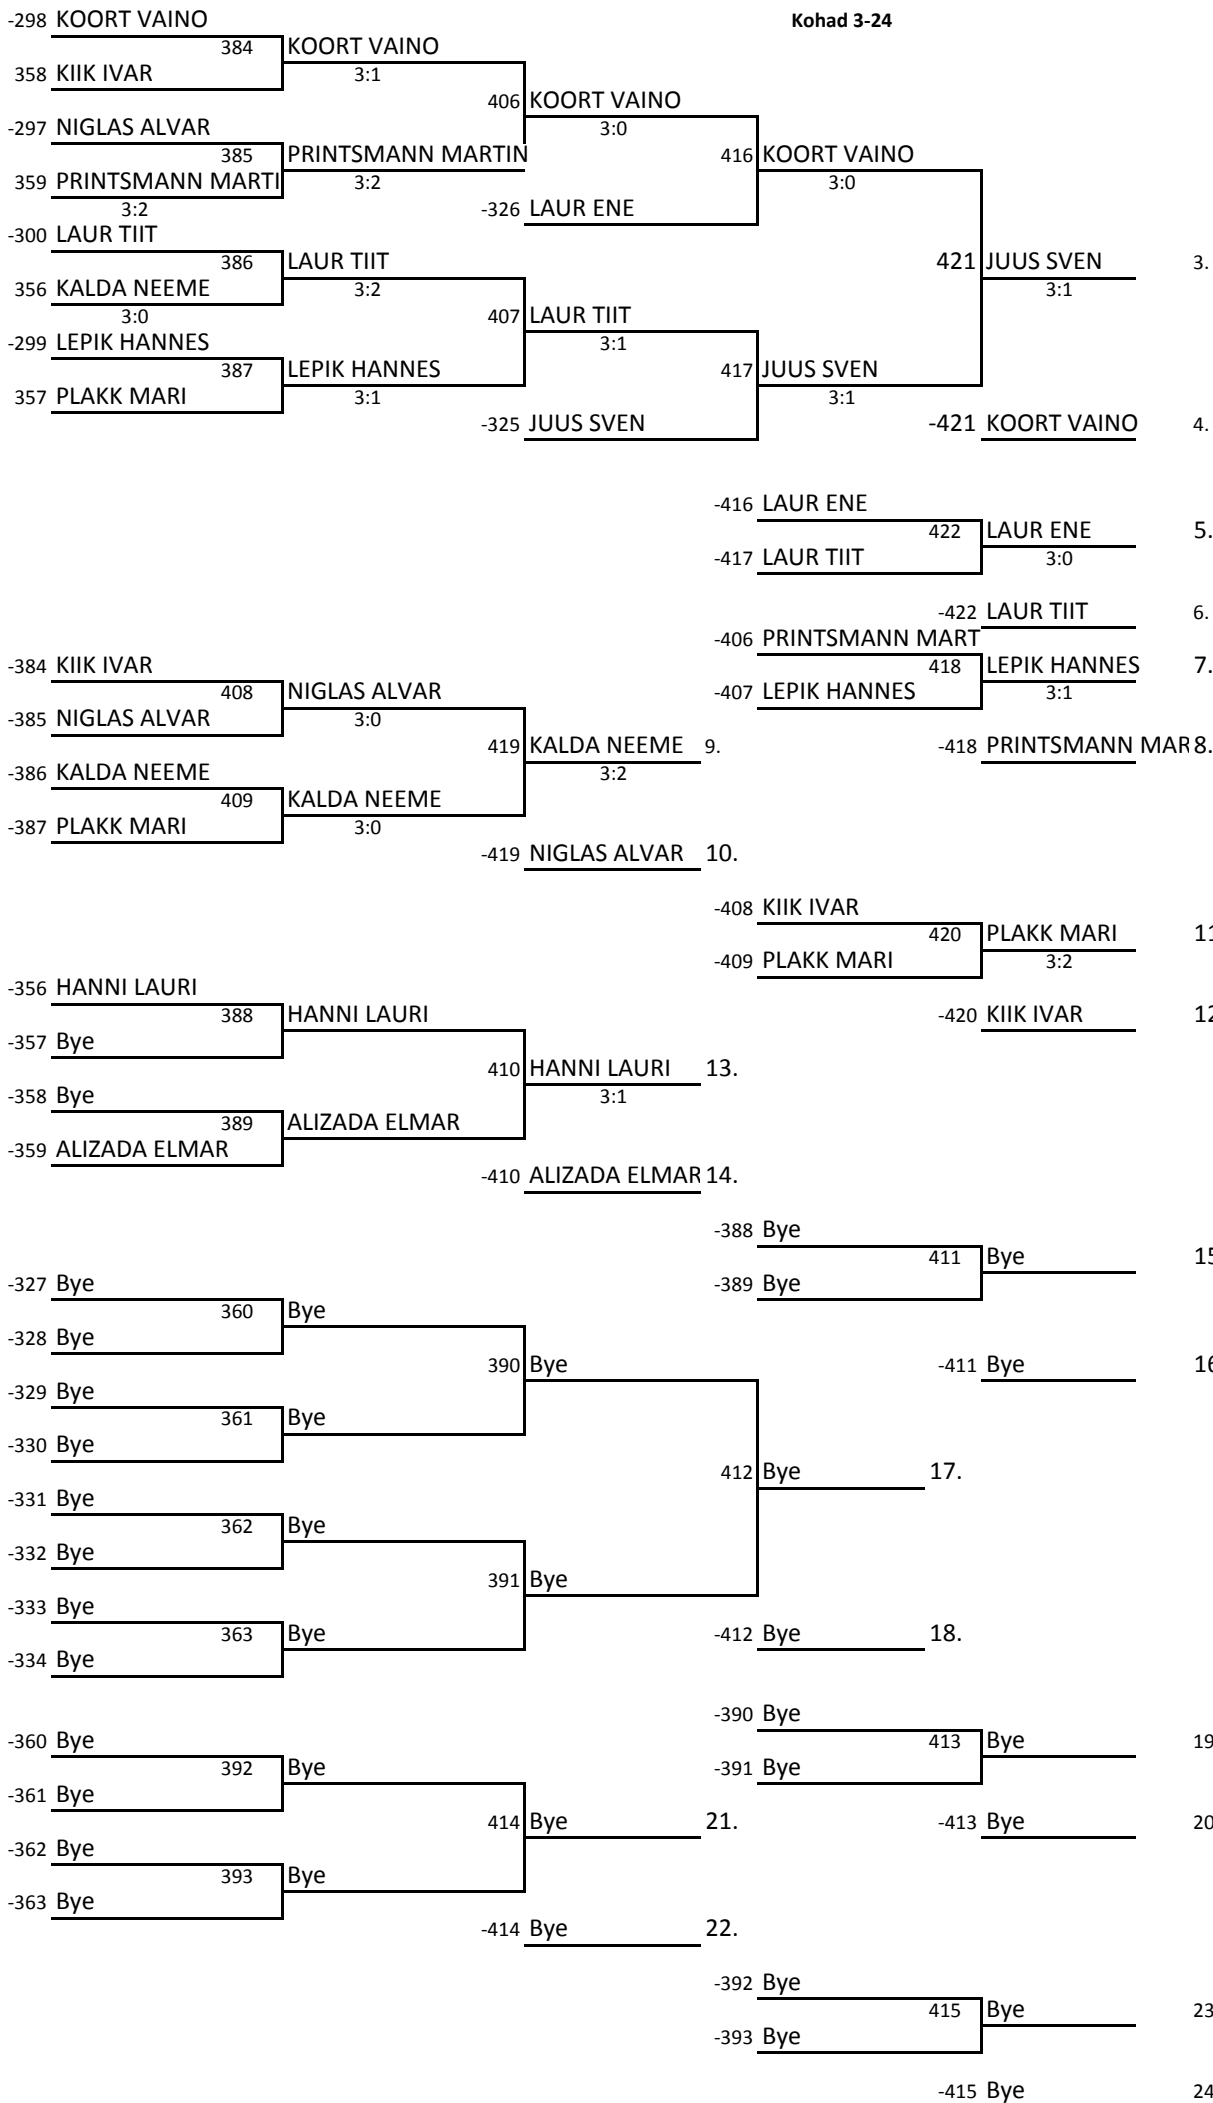 -298 KOORT VAINO Kohad 3-24
384 KOORT VAINO
358 KIIK IVAR 3:1
406 KOORT VAINO
-297 NIGLAS ALVAR 3:0
385 PRINTSMANN MARTIN 416 KOORT VAINO
359 PRINTSMANN MARTI 3:2 3:0
3:2 -326 LAUR ENE
-300 LAUR TIIT
386 LAUR TIIT 421 JUUS SVEN 3.
356 KALDA NEEME 3:2 3:1
3:0 407 LAUR TIIT
-299 LEPIK HANNES 3:1
387 LEPIK HANNES 417 JUUS SVEN
357 PLAKK MARI 3:1 3:1
-325 JUUS SVEN -421 KOORT VAINO 4.
-416 LAUR ENE
422 LAUR ENE 5.
-417 LAUR TIIT 3:0
-422 LAUR TIIT 6.
-406 PRINTSMANN MART
-384 KIIK IVAR 418 LEPIK HANNES 7.
408 NIGLAS ALVAR -407 LEPIK HANNES 3:1
-385 NIGLAS ALVAR 3:0
419 KALDA NEEME 9. -418 PRINTSMANN MAR 8.
-386 KALDA NEEME 3:2
409 KALDA NEEME
-387 PLAKK MARI 3:0
-419 NIGLAS ALVAR 10.
-408 KIIK IVAR
420 PLAKK MARI 11
-409 PLAKK MARI 3:2
-356 HANNI LAURI
388 HANNI LAURI -420 KIIK IVAR 12
-357 Bye
410 HANNI LAURI 13.
-358 Bye 3:1
389 ALIZADA ELMAR
-359 ALIZADA ELMAR
-410 ALIZADA ELMAR 14.
-388 Bye
411 Bye 15
-327 Bye -389 Bye
360 Bye
-328 Bye
390 Bye -411 Bye 16
-329 Bye
361 Bye
-330 Bye
412 Bye 17.
-331 Bye
362 Bye
-332 Bye
391 Bye
-333 Bye
363 Bye -412 Bye 18.
-334 Bye
-390 Bye
-360 Bye 413 Bye 19
392 Bye -391 Bye
-361 Bye
414 Bye 21. -413 Bye 20
-362 Bye
393 Bye
-363 Bye
-414 Bye 22.
-392 Bye
415 Bye 23
-393 Bye
-415 Bye 24